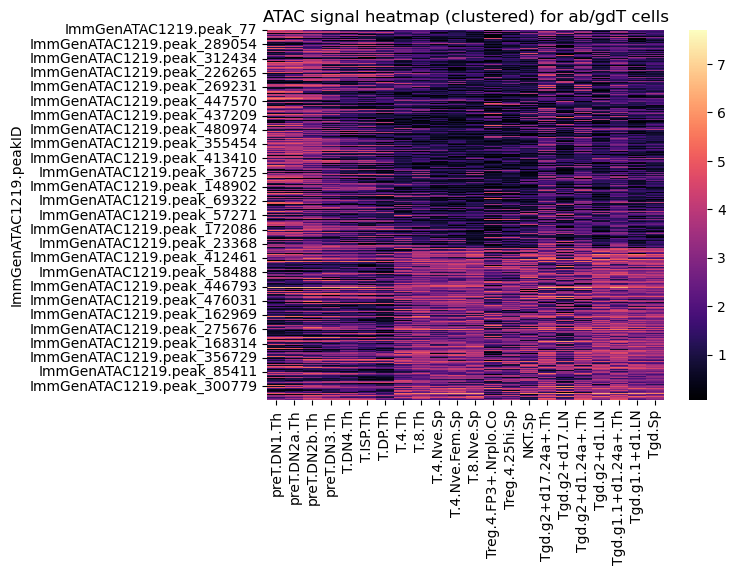 ATAC signal heatmap (clustered) for ab/gdT cells
ImmGenATAC1219.peakID
ImmGenATAC1219.peak_77
ImmGenATAC1219.peak_289054
ImmGenATAC1219.peak_312434
ImmGenATAC1219.peak_226265
ImmGenATAC1219.peak_269231
ImmGenATAC1219.peak_447570
ImmGenATAC1219.peak_437209
ImmGenATAC1219.peak_480974
ImmGenATAC1219.peak_355454
ImmGenATAC1219.peak_413410
ImmGenATAC1219.peak_36725
ImmGenATAC1219.peak_148902
ImmGenATAC1219.peak_69322
ImmGenATAC1219.peak_57271
ImmGenATAC1219.peak_172086
ImmGenATAC1219.peak_23368
ImmGenATAC1219.peak_412461
ImmGenATAC1219.peak_58488
ImmGenATAC1219.peak_446793
ImmGenATAC1219.peak_476031
ImmGenATAC1219.peak_162969
ImmGenATAC1219.peak_275676
ImmGenATAC1219.peak_168314
ImmGenATAC1219.peak_356729
ImmGenATAC1219.peak_85411
ImmGenATAC1219.peak_300779
preT.DN1.Th
preT.DN2a.Th
preT.DN2b.Th
preT.DN3.Th
T.DN4.Th
T.ISP.Th
T.DP.Th
T.4.Th
T.8.Th
T.4.Nve.Sp
T.4.Nve.Fem.Sp
T.8.Nve.Sp
Treg.4.FP3+.Nrplo.Co
Treg.4.25hi.Sp
NKT.Sp
Tgd.g2+d17.24a+.Th
Tgd.g2+d17.LN
Tgd.g2+d1.24a+.Th
Tgd.g2+d1.LN
Tgd.g1.1+d1.24a+.Th
Tgd.g1.1+d1.LN
Tgd.Sp
7
6
5
4
3
2
1